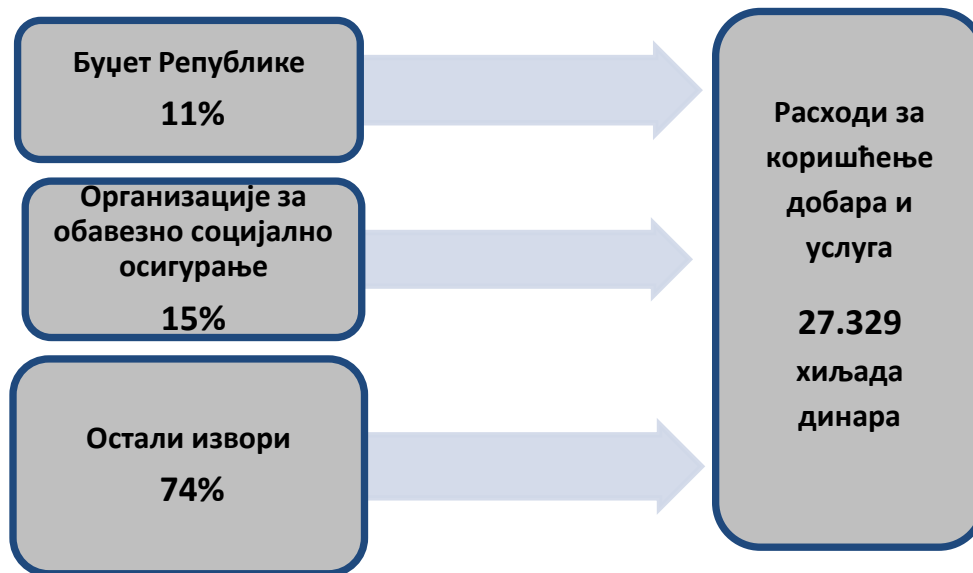 Буџет Републике
11%
Организације за
обавезно социјално
осигурање
15%
Остали извори
74%
Расходи за
коришћење
добара и
услуга
27.329
хиљада
динара